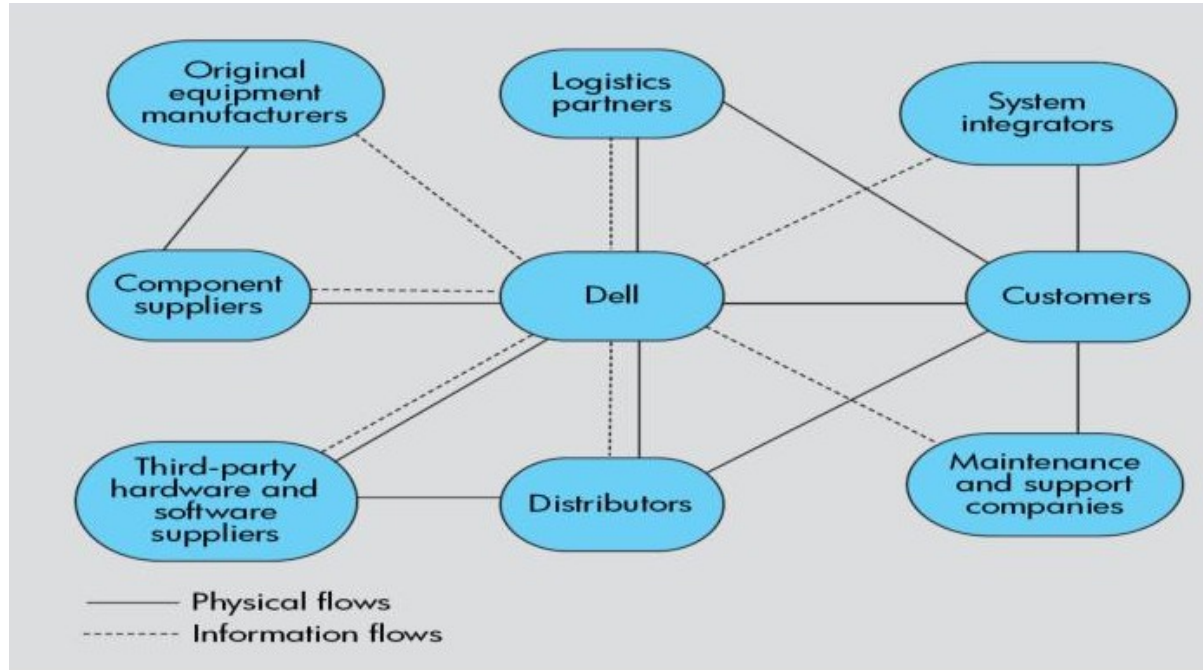 Original
equipment
manufacturers
Logistics
partners
System
integrators
Component
suppliers
Dell
Customers
Third-party
hardware and
software
suppliers
Distributors
Maintenance
and support
companies
Physical flows
Information flows